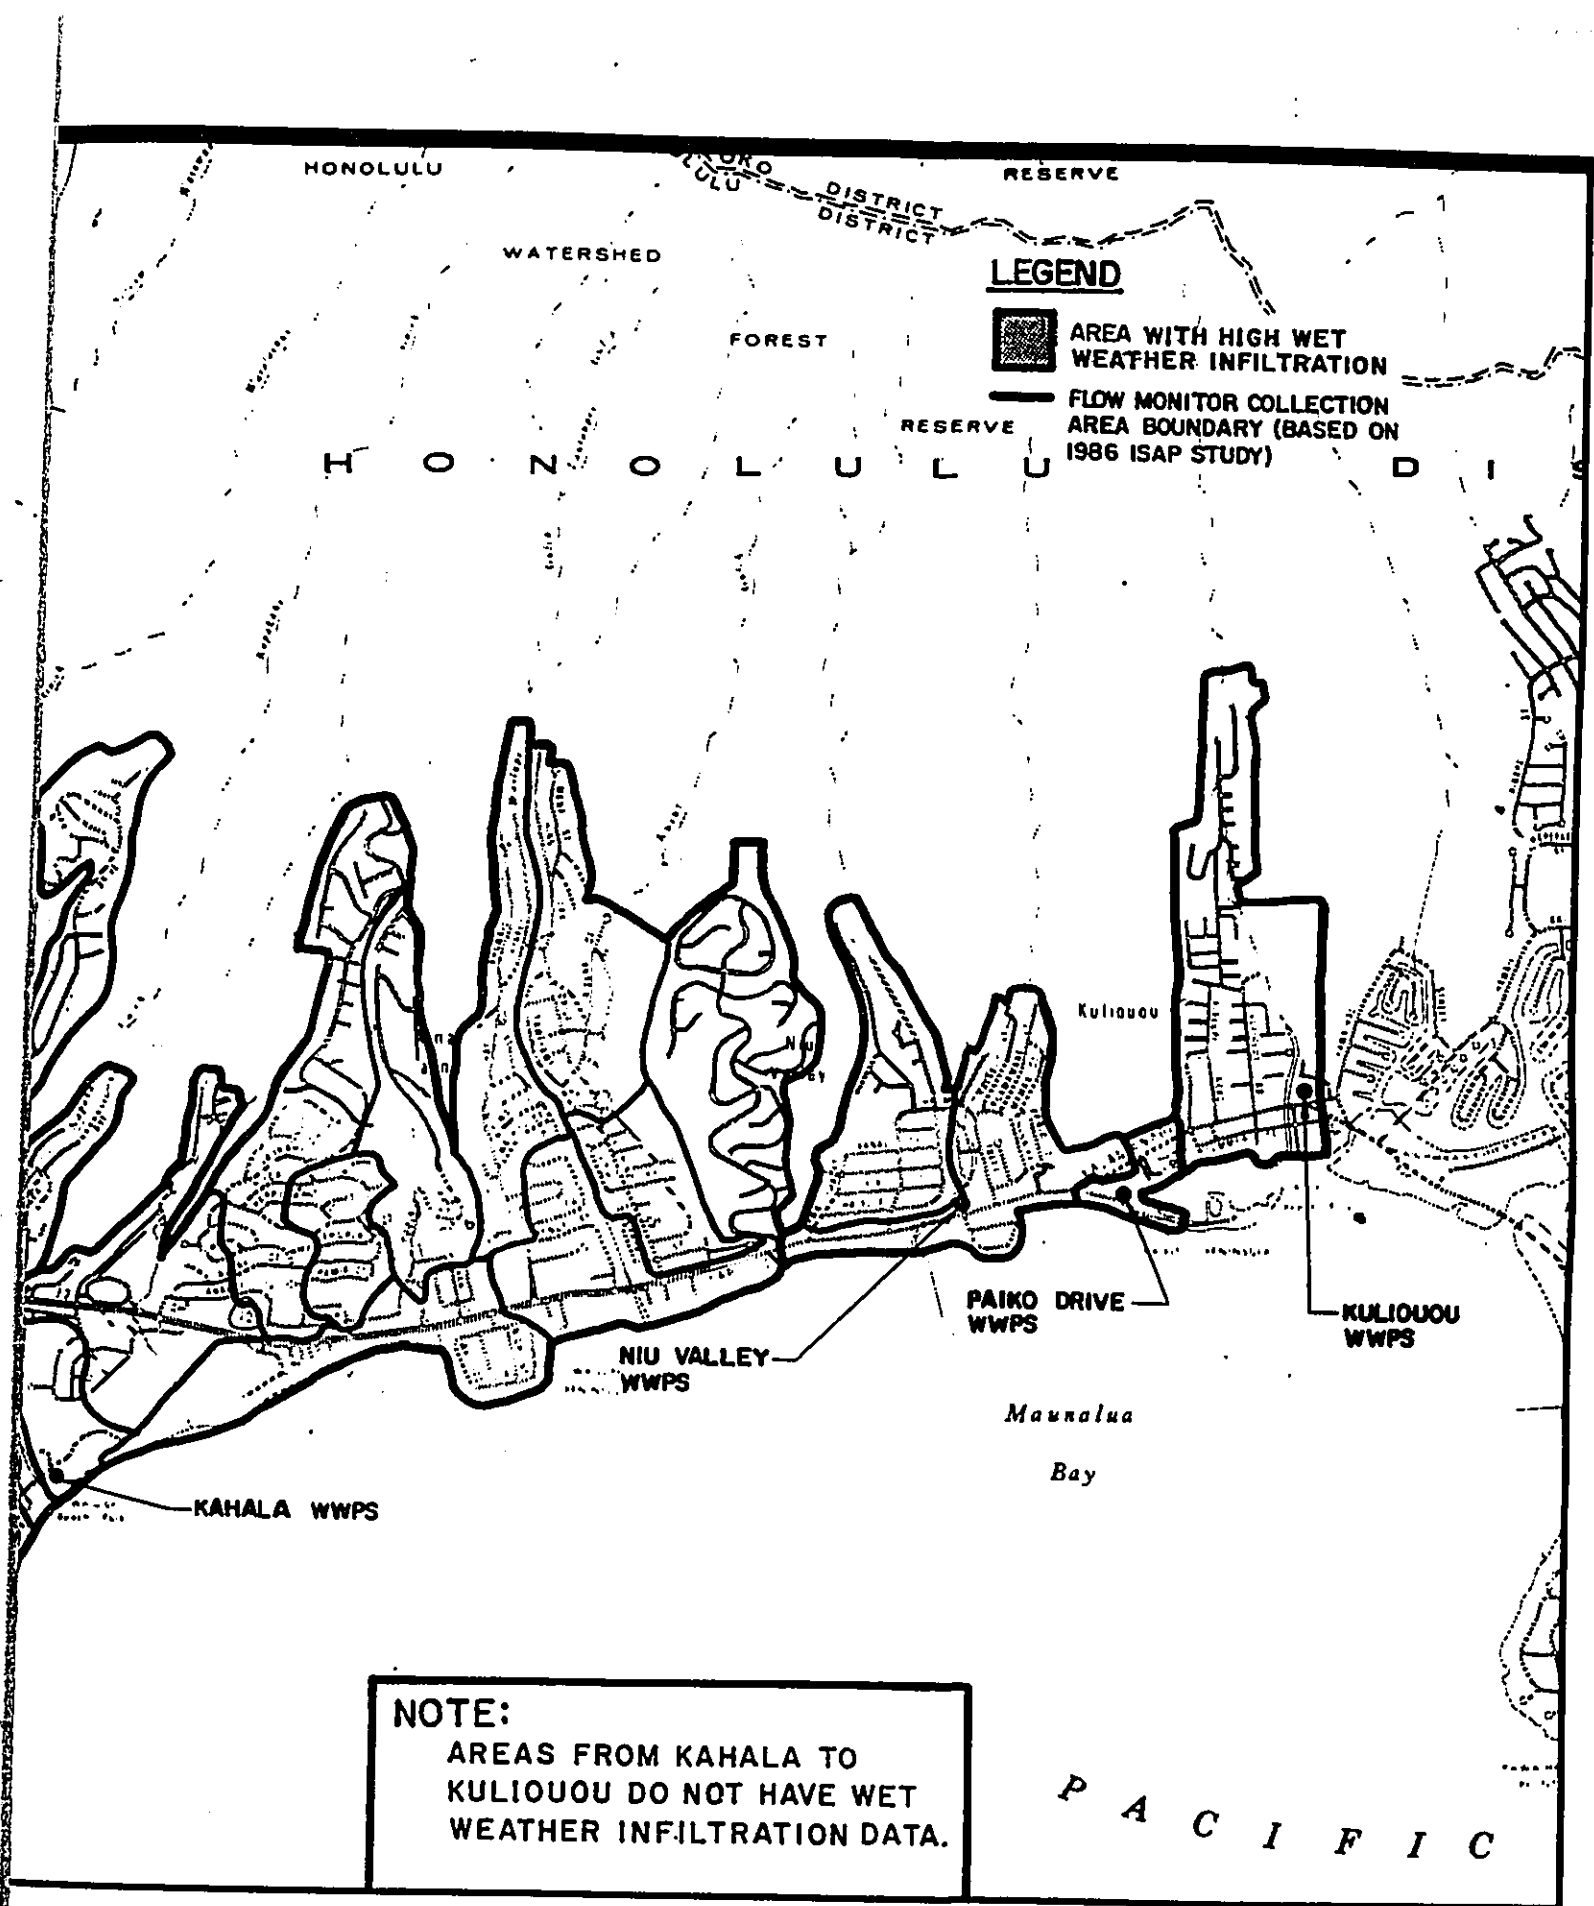 HONOLULU
LULU
DISTRICT
DISTRICT
RESERVE
WATERSHED
LEGEND
FOREST
AREA WITH HIGH WET
WEATHER INFILTRATION
RESERVE
FLOW MONITOR COLLECTION
AREA BOUNDARY (BASED ON
1986 ISAP STUDY)
H O N O L U L U D I S
Kuliouou
Niu
PAIKO DRIVE
WWPS
KULIOUOU
WWPS
NIU VALLEY
WWPS
Maunalua
Bay
KAHALA WWPS
NOTE:
AREAS FROM KAHALA TO
KULIOUOU DO NOT HAVE WET
WEATHER INFILTRATION DATA.
P A C I F I C